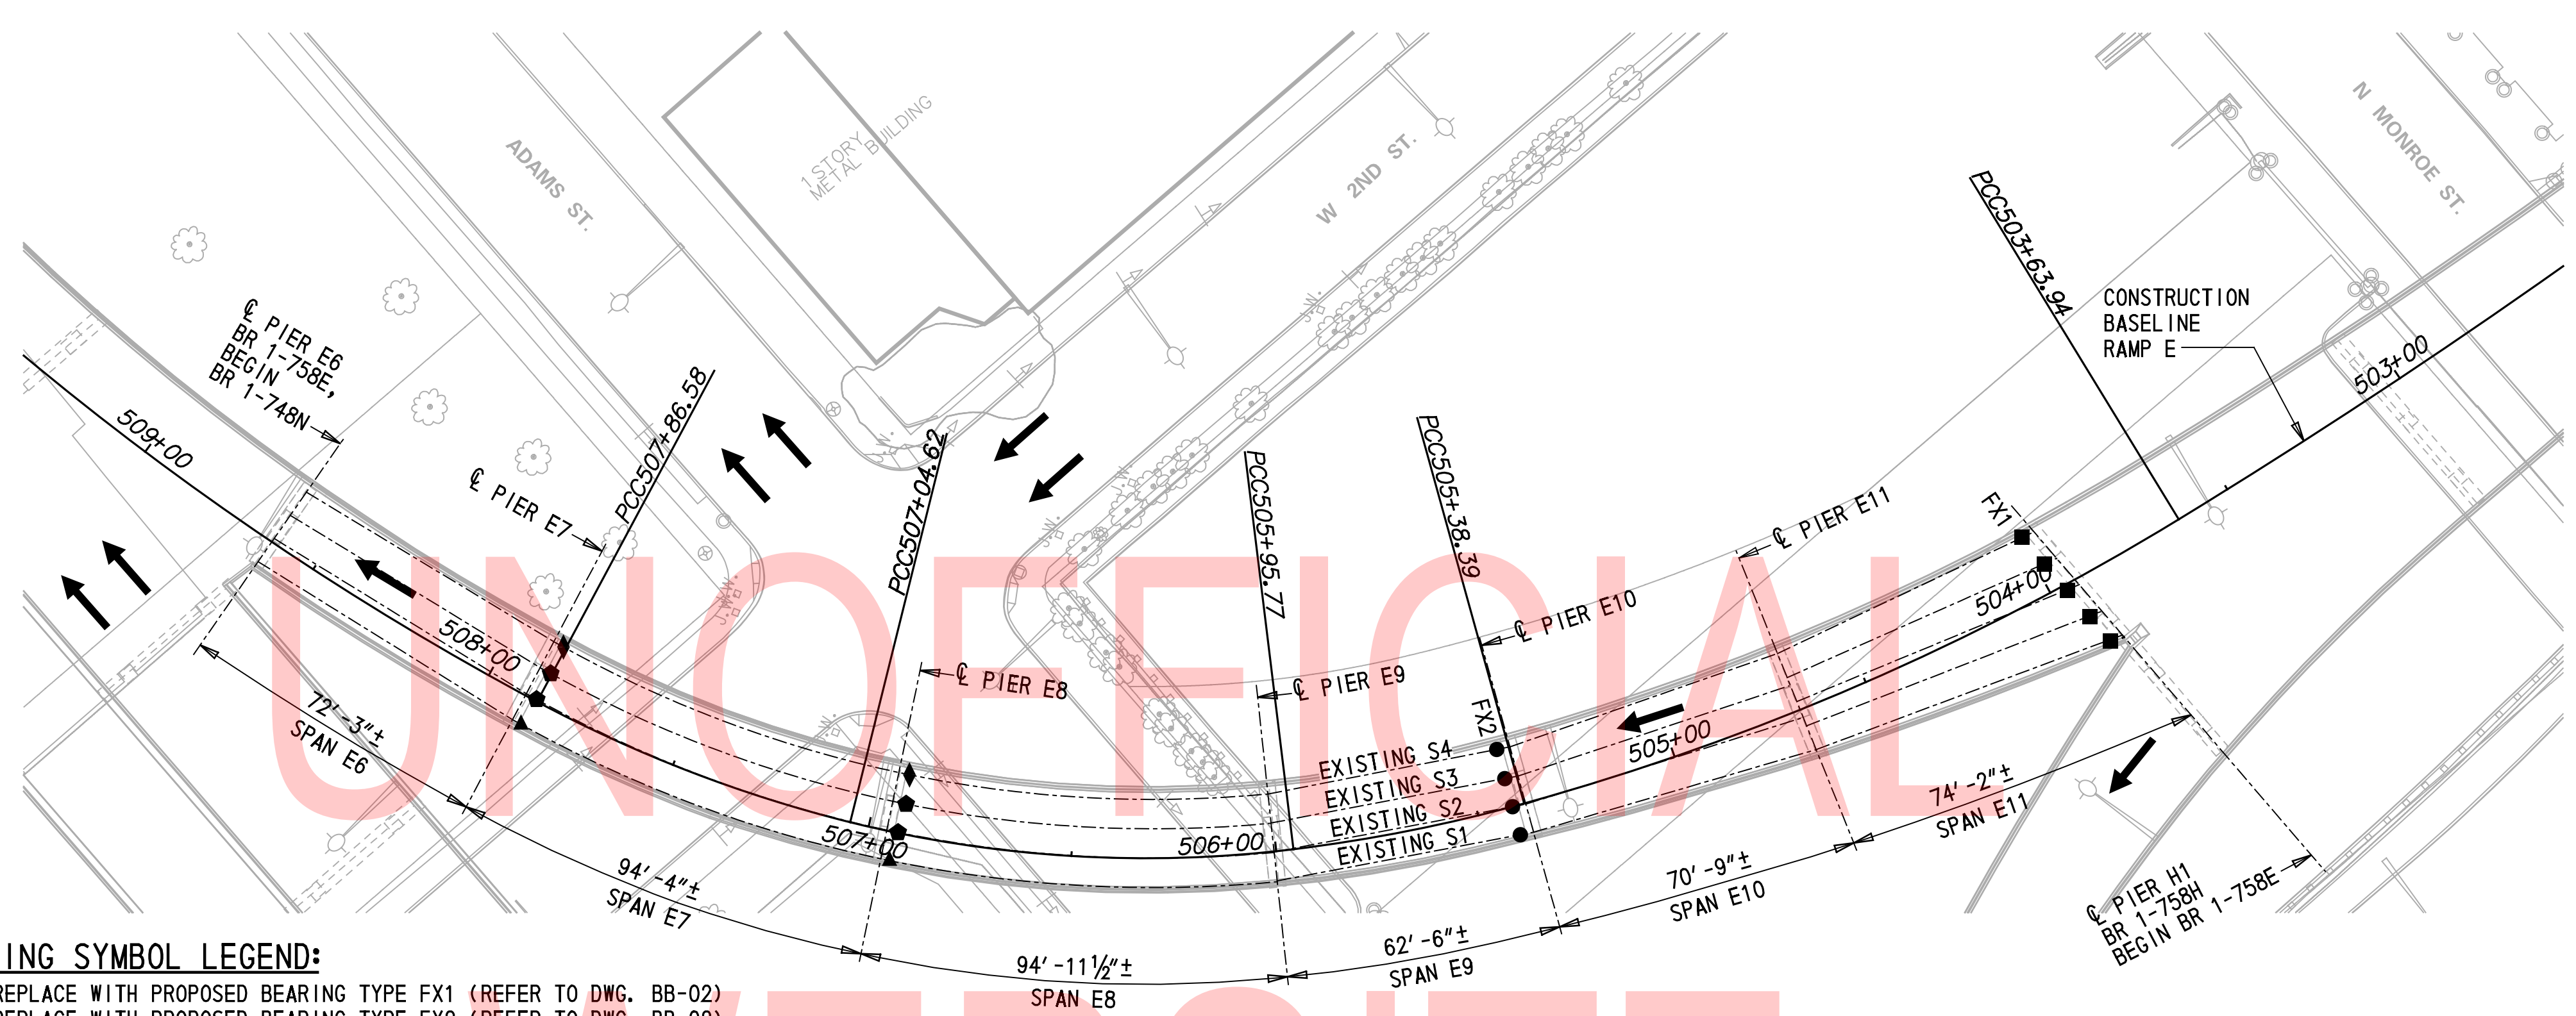 ADAMS ST.
1 STORY
METAL BUILDING
W 2ND ST.
N MONROE ST.
℄ PIER E6
BR 1-758E,
BEGIN
BR 1-748N
509+00
℄ PIER E7
PCC507+86.58
PCC507+04.62
J.W.
J.W.
J.W.
J.W.
J.W.
J.W.
PCC505+95.77
PCC505+38.39
PCC503+63.94
CONSTRUCTION
BASELINE
RAMP E
503+00
FX1
℄ PIER E11
504+00
℄ PIER E10
℄ PIER E9
℄ PIER E8
508+00
FX2
505+00
EXISTING S4
EXISTING S3
EXISTING S2
EXISTING S1
507+00
506+00
72'-3"±
SPAN E6
94'-4"±
SPAN E7
94'-11½"±
SPAN E8
62'-6"±
SPAN E9
70'-9"±
SPAN E10
74'-2"±
SPAN E11
℄ PIER H1
BR 1-758H
BEGIN BR 1-758E
UNOFFICIAL
ING SYMBOL LEGEND:
REPLACE WITH PROPOSED BEARING TYPE FX1 (REFER TO DWG. BB-02)